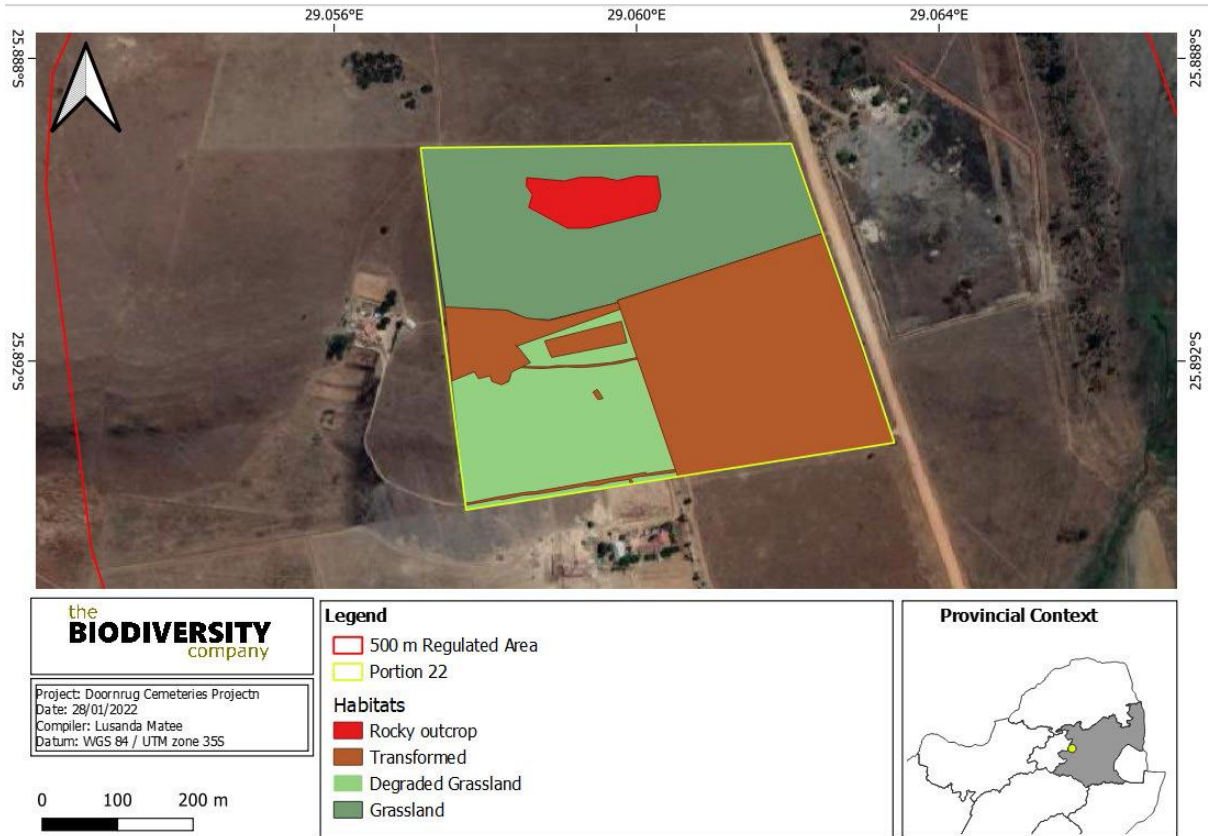 29.056°E
29.060°E
29.064°E
25.888°S
25.888°S
25.892°S
25.892°S
the
BIODIVERSITY
company
Project: Doornrug Cemeteries Projectn
Date: 28/01/2022
Compiler: Lusanda Matee
Datum: WGS 84 / UTM zone 35S
0 100 200 m
Legend
500 m Regulated Area
Portion 22
Habitats
Rocky outcrop
Transformed
Degraded Grassland
Grassland
Provincial Context